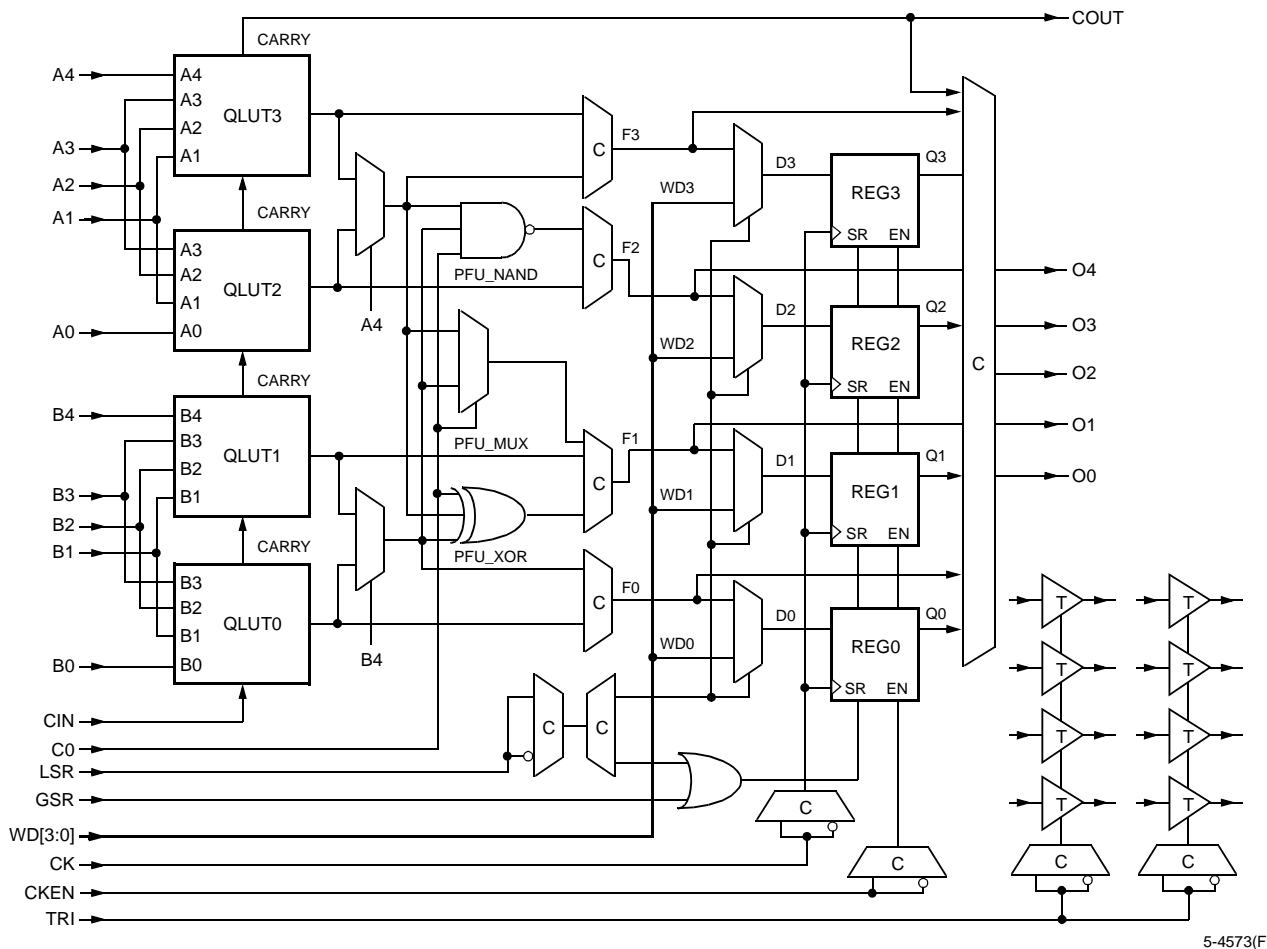 CARRY
COUT
A4
A4
A3
A2
A1
QLUT3
A3
A2
A1
CARRY
A3
A2
A1
A0
QLUT2
A0
CARRY
B4
B4
B3
B2
B1
QLUT1
B3
B2
B1
CARRY
B3
B2
B1
B0
QLUT0
B0
CIN
C0
LSR
GSR
WD[3:0]
CK
CKEN
TRI
A4
B4
PFU_NAND
PFU_MUX
PFU_XOR
C
F3
C
F2
C
F1
C
F0
WD3
WD2
WD1
WD0
D3
D2
D1
D0
REG3
SR EN
REG2
SR EN
REG1
SR EN
REG0
SR EN
Q3
Q2
Q1
Q0
C
O4
O3
O2
O1
O0
C
C
C
C
T
T
T
T
T
T
T
T
C
C
5-4573(F